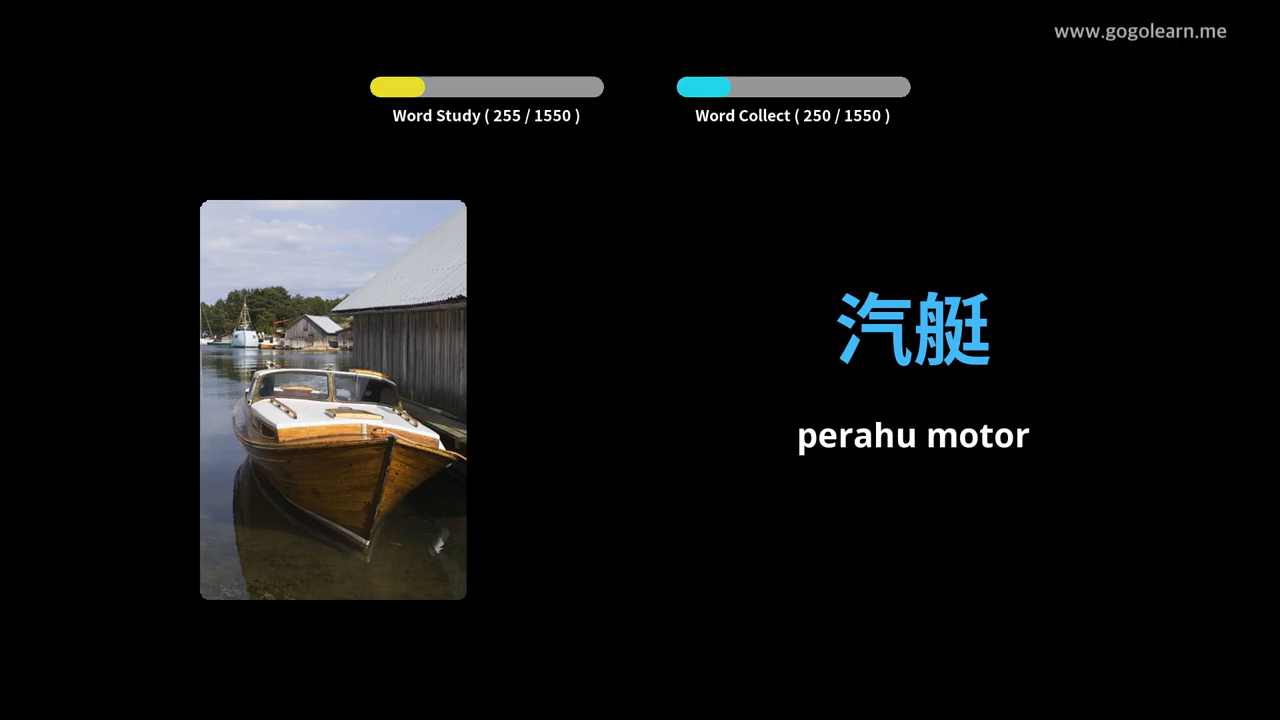 www.gogolearn.me
Word Study ( 255 / 1550 )
Word Collect ( 250 / 1550 )
汽艇
perahu motor